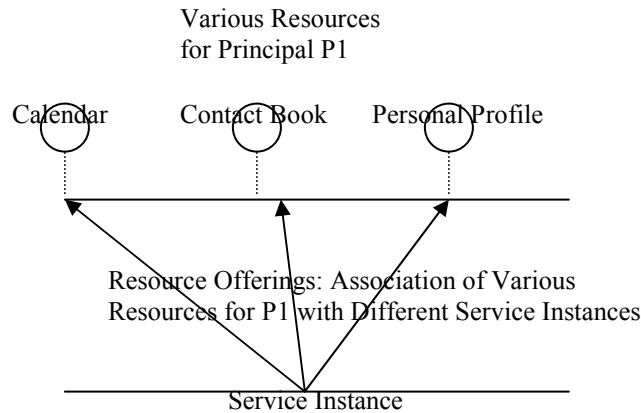 Various Resources
for Principal P1
Calendar Contact Book Personal Profile
Resource Offerings: Association of Various
Resources for P1 with Different Service Instances
Service Instance